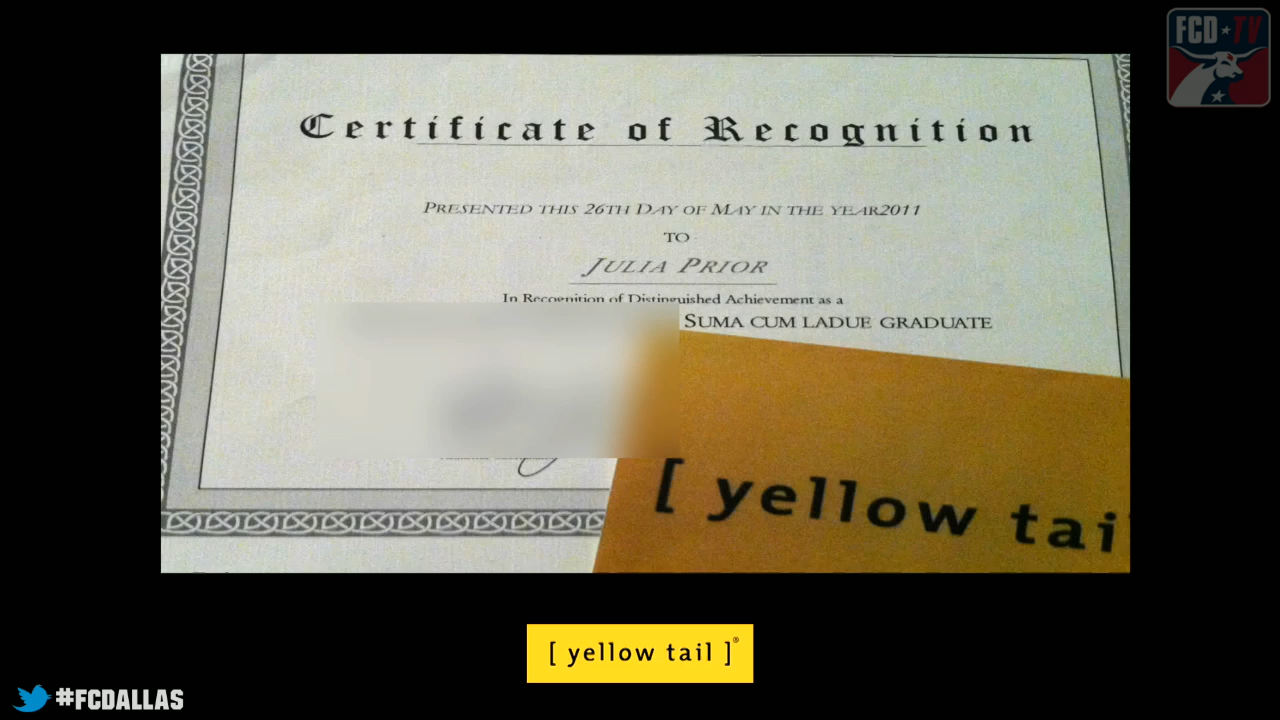 FCD★TV
Certificate of Recognition
PRESENTED THIS 26TH DAY OF MAY IN THE YEAR2011
TO
JULIA PRIOR
In Recognition of Distinguished Achievement as a
SUMA CUM LADUE GRADUATE
[ yellow tai
[ yellow tail ]®
#FCDALLAS